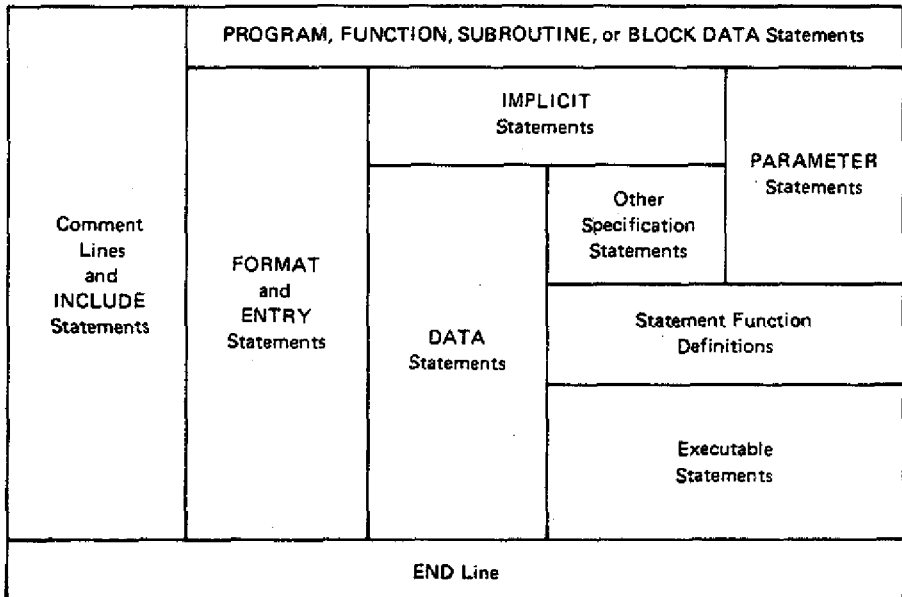 PROGRAM, FUNCTION, SUBROUTINE, or BLOCK DATA Statements
IMPLICIT
Statements
PARAMETER
Statements
Other
Specification
Statements
Comment
Lines
and
INCLUDE
Statements
FORMAT
and
ENTRY
Statements
DATA
Statements
Statement Function
Definitions
Executable
Statements
END Line